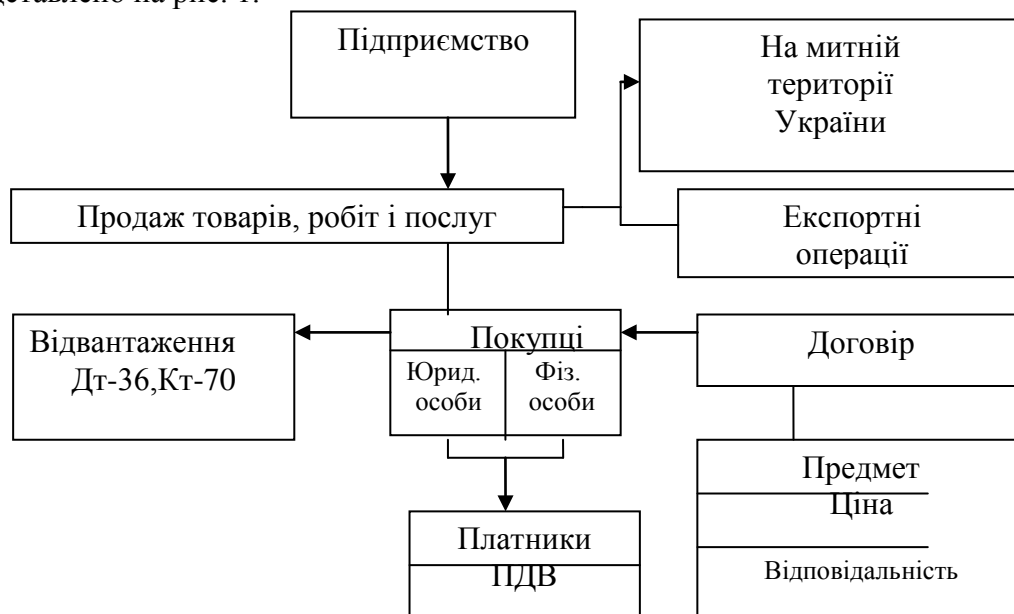 дставлено на рис. 1.
Підприємство
На митній
території
України
Продаж товарів, робіт і послуг
Експортні
операції
Відвантаження
Дт-36,Кт-70
Покупці
Юрид.
особи
Фіз.
особи
Договір
Предмет
Ціна
Відповідальність
Платники
ПДВ